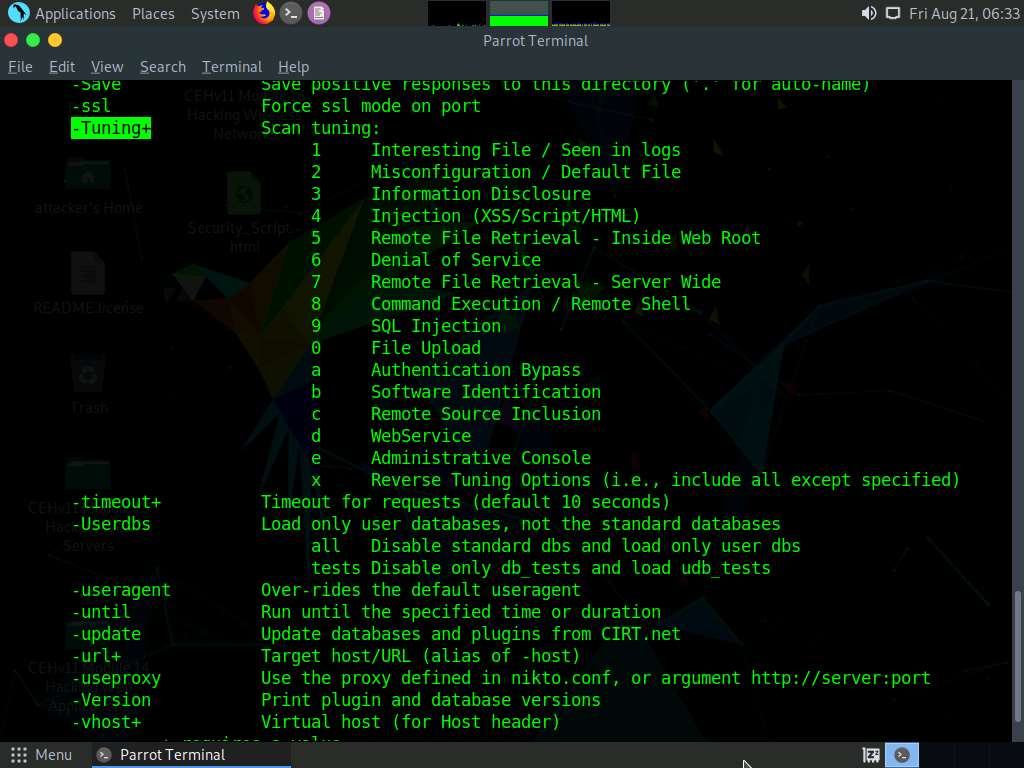 Applications Places System Fri Aug 21, 06:33
Parrot Terminal
File Edit View Search Terminal Help
-Save Save positive responses to this directory ('.' for auto-name)
-ssl Force ssl mode on port
-Tuning+ Scan tuning:
1 Interesting File / Seen in logs
2 Misconfiguration / Default File
3 Information Disclosure
4 Injection (XSS/Script/HTML)
5 Remote File Retrieval - Inside Web Root
6 Denial of Service
7 Remote File Retrieval - Server Wide
8 Command Execution / Remote Shell
9 SQL Injection
0 File Upload
a Authentication Bypass
b Software Identification
c Remote Source Inclusion
d WebService
e Administrative Console
x Reverse Tuning Options (i.e., include all except specified)
-timeout+ Timeout for requests (default 10 seconds)
-Userdbs Load only user databases, not the standard databases
all Disable standard dbs and load only user dbs
tests Disable only db_tests and load udb_tests
-useragent Over-rides the default useragent
-until Run until the specified time or duration
-update Update databases and plugins from CIRT.net
-url+ Target host/URL (alias of -host)
-useproxy Use the proxy defined in nikto.conf, or argument http://server:port
-Version Print plugin and database versions
-vhost+ Virtual host (for Host header)
+ requires a value
attacker's Home
Security_Script.
html
README.license
Trash
Menu Parrot Terminal